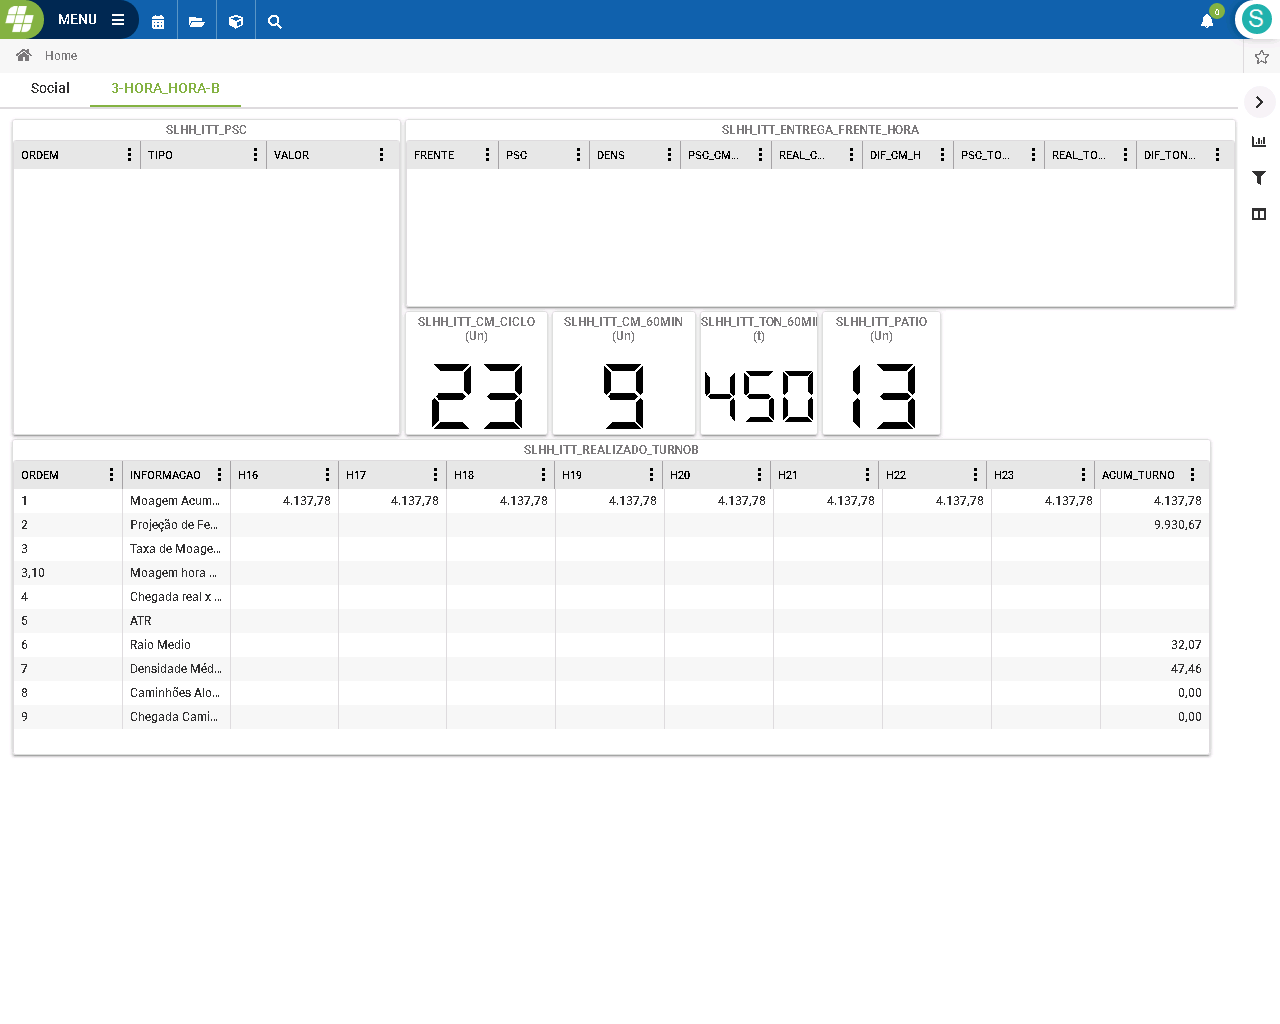 MENU
0
S
Home
Social
3-HORA_HORA-B
SLHH_ITT_PSC
ORDEM TIPO VALOR
SLHH_ITT_ENTREGA_FRENTE_HORA
FRENTE PSC DENS PSC_CM... REAL_C... DIF_CM_H PSC_TO... REAL_TO... DIF_TON...
SLHH_ITT_CM_CICLO
(Un)
23
SLHH_ITT_CM_60MIN
(Un)
9
SLHH_ITT_TON_60MI
(t)
450
SLHH_ITT_PATIO
(Un)
13
SLHH_ITT_REALIZADO_TURNOB
ORDEM INFORMACAO H16 H17 H18 H19 H20 H21 H22 H23 ACUM_TURNO
1 Moagem Acum... 4.137,78 4.137,78 4.137,78 4.137,78 4.137,78 4.137,78 4.137,78 4.137,78 4.137,78
2 Projeção de Fe... 9.930,67
3 Taxa de Moage...
3,10 Moagem hora ...
4 Chegada real x ...
5 ATR
6 Raio Medio 32,07
7 Densidade Méd... 47,46
8 Caminhões Alo... 0,00
9 Chegada Cami... 0,00